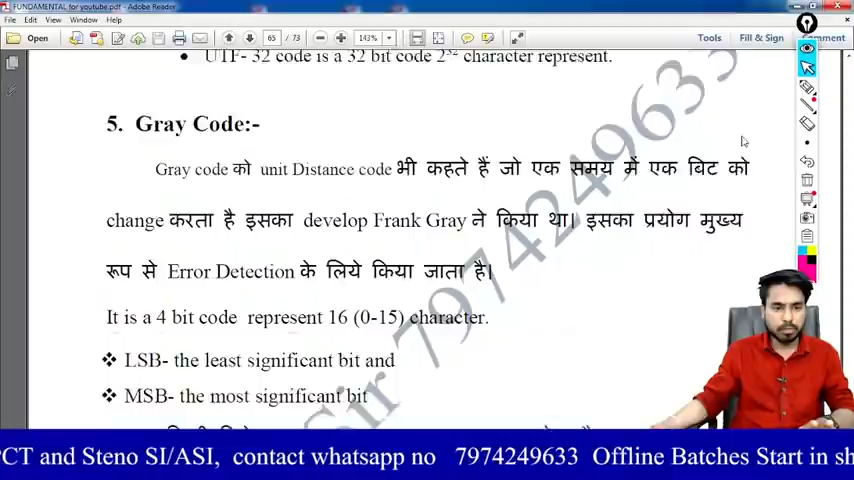 FUNDAMENTAL for youtube.pdf - Adobe Reader
File Edit View Window Help
Open 65 / 73 143% Tools Fill & Sign Comment
UTF- 32 code is a 32 bit code 2³² character represent.
5. Gray Code:-
Gray code को unit Distance code भी कहते हैं जो एक समय में एक बिट को
change करता है इसका develop Frank Gray ने किया था। इसका प्रयोग मुख्य
रूप से Error Detection के लिये किया जाता है।
It is a 4 bit code represent 16 (0-15) character.
❖ LSB- the least significant bit and
❖ MSB- the most significant bit
Sir 7974249633
PCT and Steno SI/ASI, contact whatsapp no 7974249633 Offline Batches Start in sh